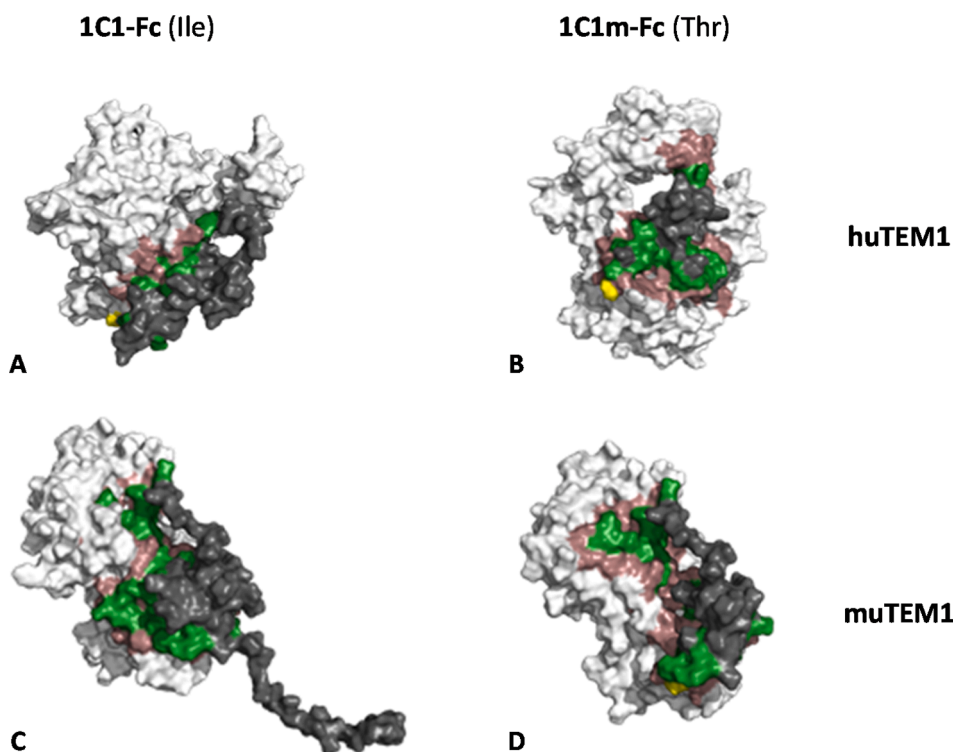 1C1-Fc (Ile) 1C1m-Fc (Thr)
huTEM1
A B
muTEM1
C D